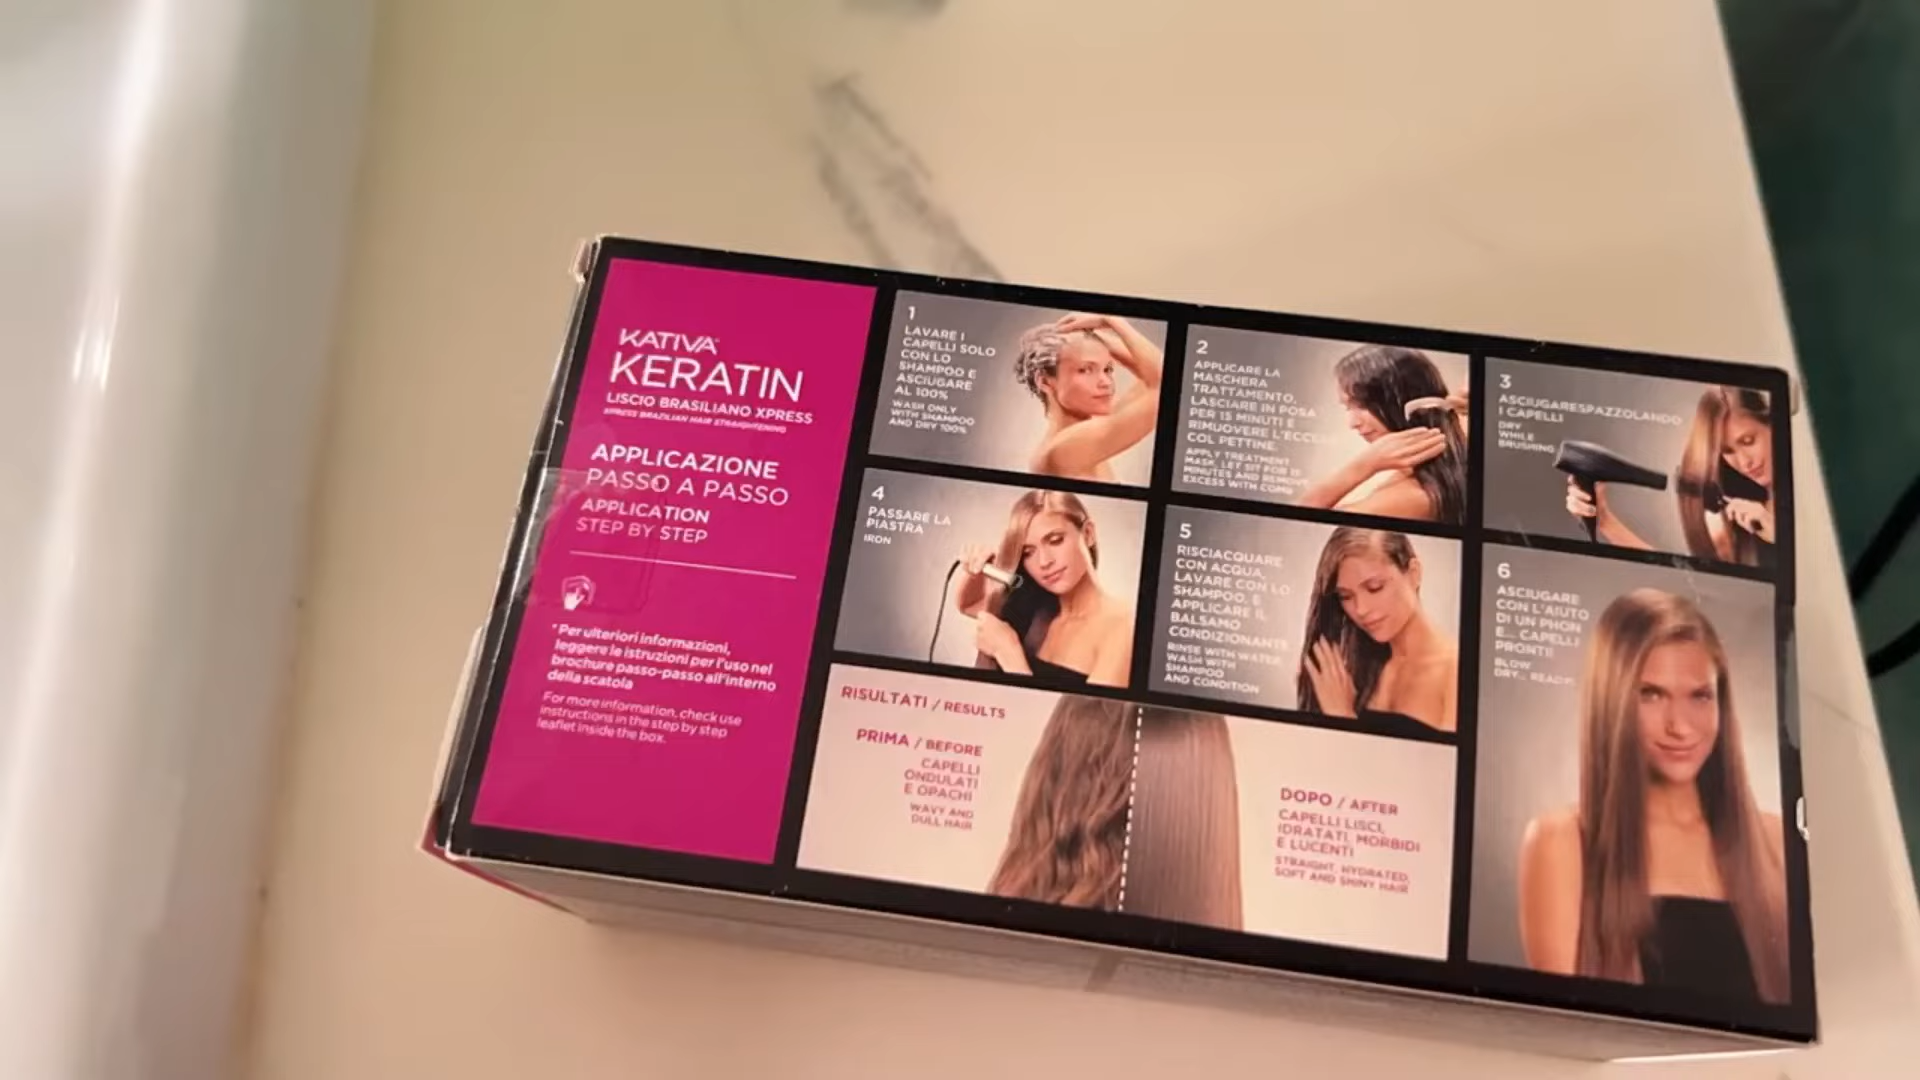 KATIVA
KERATIN
LISCIO BRASILIANO XPRESS
XPRESS BRAZILIAN HAIR STRAIGHTENING
APPLICAZIONE
PASSO A PASSO
APPLICATION
STEP BY STEP
* Per ulteriori informazioni,
leggere le istruzioni per l'uso nel
brochure passo-passo all'interno
della scatola
For more information, check use
instructions in the step by step
leaflet inside the box.
1
LAVARE I
CAPELLI SOLO
CON LO
SHAMPOO E
ASCIUGARE
AL 100%
WASH ONLY
WITH SHAMPOO
AND DRY 100%
2
APPLICARE LA
MASCHERA
TRATTAMENTO,
LASCIARE IN POSA
PER 15 MINUTI E
RIMUOVERE
COL PETTINE.
APPLY TREATMENT
MASK, LET SIT FOR 15
MINUTES AND REMOVE
EXCESS WITH COMB
3
ASCIUGARESPAZZOLANDO
I CAPELLI
DRY
WHILE
BRUSHING
4
PASSARE LA
PIASTRA
IRON
5
RISCIACQUARE
CON ACQUA,
LAVARE CON LO
SHAMPOO, E
APPLICARE IL
BALSAMO
CONDIZIONANTE
RINSE WITH WATER,
WASH WITH
SHAMPOO
AND CONDITION
6
ASCIUGARE
CON L'AIUTO
DI UN PHON
E... CAPELLI
PRONTI!
BLOW
DRY... READY!
RISULTATI / RESULTS
PRIMA / BEFORE
CAPELLI
ONDULATI
E OPACHI
WAVY AND
DULL HAIR
DOPO / AFTER
CAPELLI LISCI,
IDRATATI, MORBIDI
E LUCENTI
STRAIGHT, HYDRATED,
SOFT AND SHINY HAIR